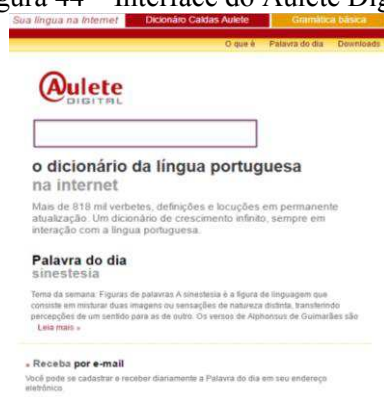 gura 44 – Interface do Aulete Dig
Sua língua na Internet Dicionáro Caldas Aulete Gramática básica
O que é Palavra do dia Downloads
Aulete
DIGITAL
o dicionário da língua portuguesa
na internet
Mais de 818 mil verbetes, definições e locuções em permanente
atualização. Um dicionário de crescimento infinito, sempre em
interação com a língua portuguesa.
Palavra do dia
sinestesia
Tema da semana: Figuras de palavras A sinestesia é a figura de linguagem que
consiste em misturar duas imagens ou sensações de natureza distinta, transferindo
percepções de um sentido para as de outro. Os versos de Alphonsus de Guimarães são
Leia mais »
» Receba por e-mail
Você pode se cadastrar e receber diariamente a Palavra do dia em seu endereço
eletrônico.